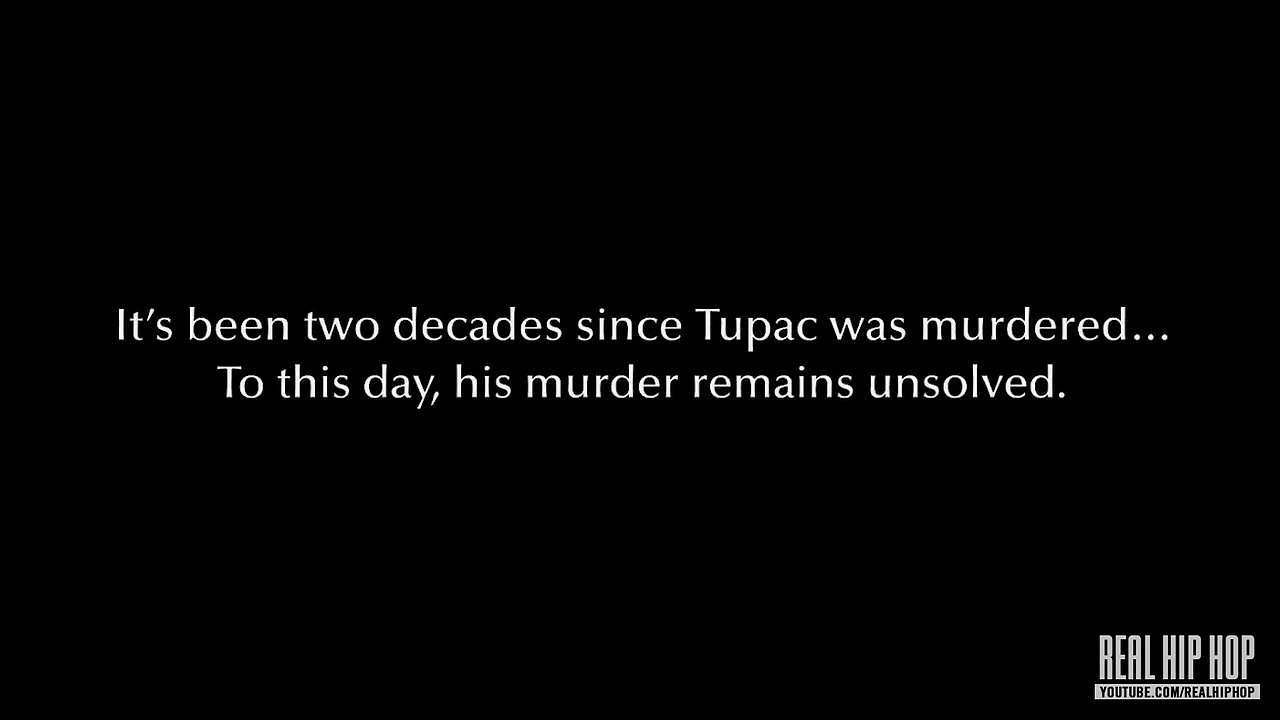 It’s been two decades since Tupac was murdered…
To this day, his murder remains unsolved.
REAL HIP HOP
YOUTUBE.COM/REALHIPHOP